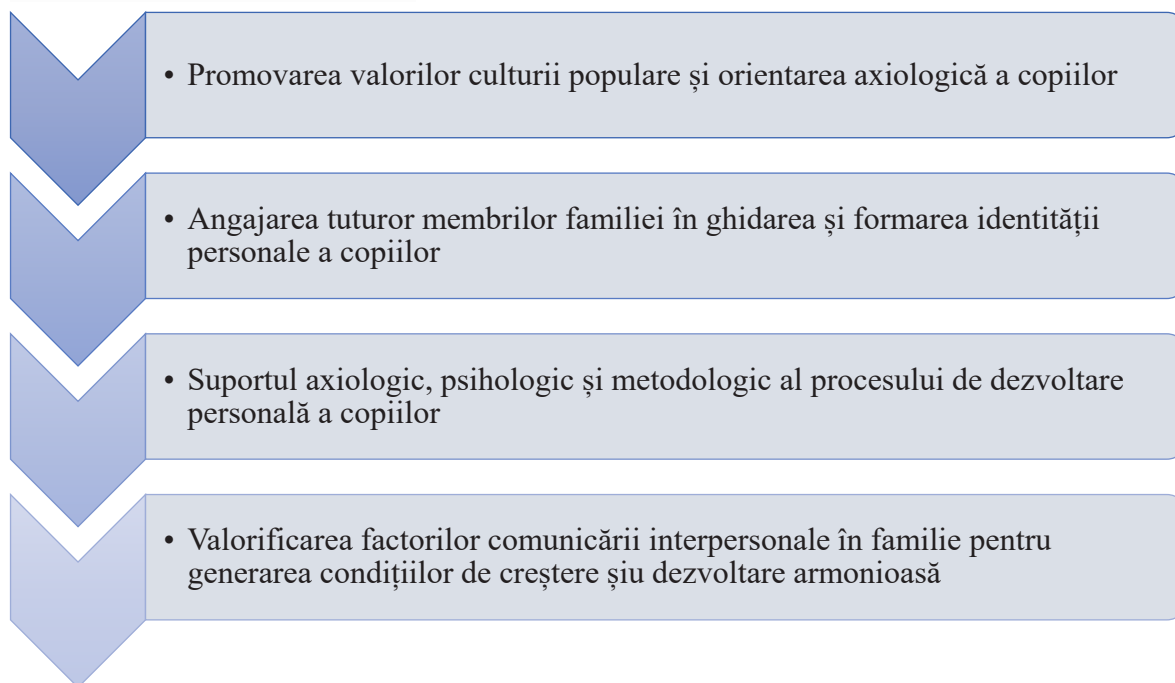 • Promovarea valorilor culturii populare și orientarea axiologică a copiilor
• Angajarea tuturor membrilor familiei în ghidarea și formarea identității
personale a copiilor
• Suportul axiologic, psihologic și metodologic al procesului de dezvoltare
personală a copiilor
• Valorificarea factorilor comunicării interpersonale în familie pentru
generarea condițiilor de creștere șiu dezvoltare armonioasă